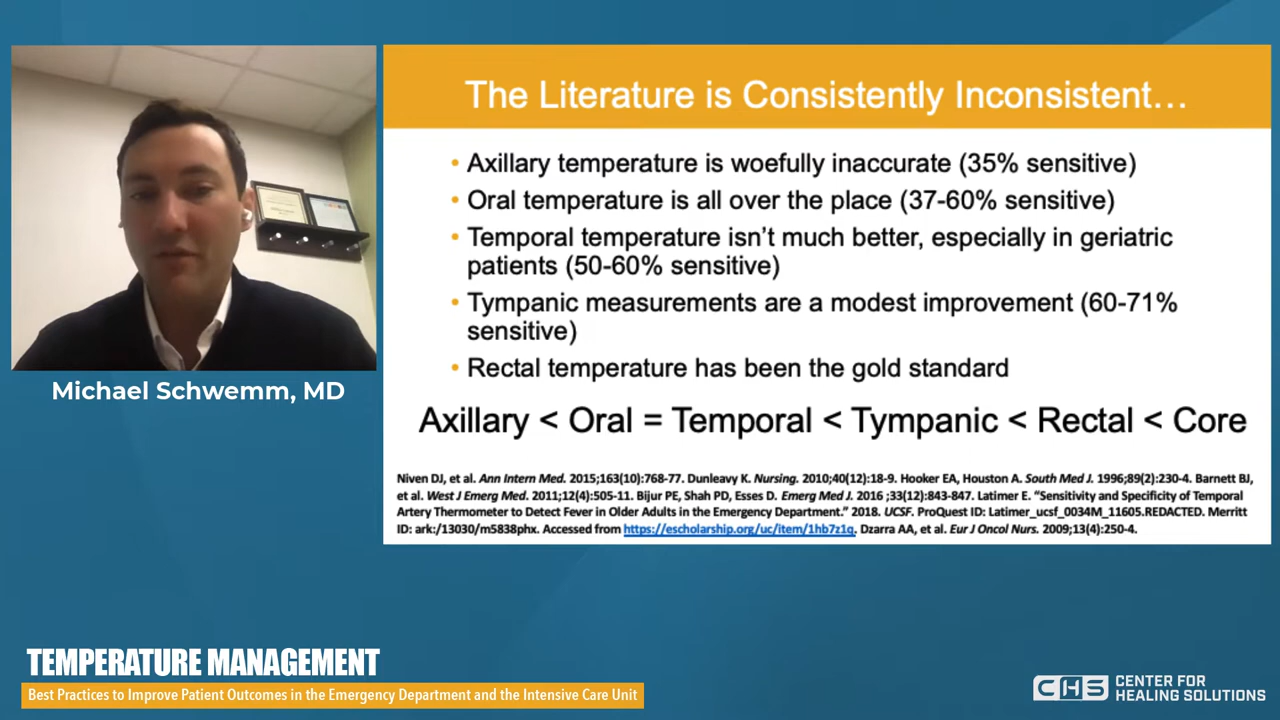 The Literature is Consistently Inconsistent…
• Axillary temperature is woefully inaccurate (35% sensitive)
• Oral temperature is all over the place (37-60% sensitive)
• Temporal temperature isn't much better, especially in geriatric
patients (50-60% sensitive)
• Tympanic measurements are a modest improvement (60-71%
sensitive)
• Rectal temperature has been the gold standard
Axillary < Oral = Temporal < Tympanic < Rectal < Core
Niven DJ, et al. Ann Intern Med. 2015;163(10):768-77. Dunleavy K. Nursing. 2010;40(12):18-9. Hooker EA, Houston A. South Med J. 1996;89(2):230-4. Barnett BJ,
et al. West J Emerg Med. 2011;12(4):505-11. Bijur PE, Shah PD, Esses D. Emerg Med J. 2016 ;33(12):843-847. Latimer E. “Sensitivity and Specificity of Temporal
Artery Thermometer to Detect Fever in Older Adults in the Emergency Department.” 2018. UCSF. ProQuest ID: Latimer_ucsf_0034M_11605.REDACTED. Merritt
ID: ark:/13030/m5838phx. Accessed from https://escholarship.org/uc/item/1hb7z1q. Dzarra AA, et al. Eur J Oncol Nurs. 2009;13(4):250-4.
Michael Schwemm, MD
TEMPERATURE MANAGEMENT
Best Practices to Improve Patient Outcomes in the Emergency Department and the Intensive Care Unit
CHS
CENTER FOR
HEALING SOLUTIONS